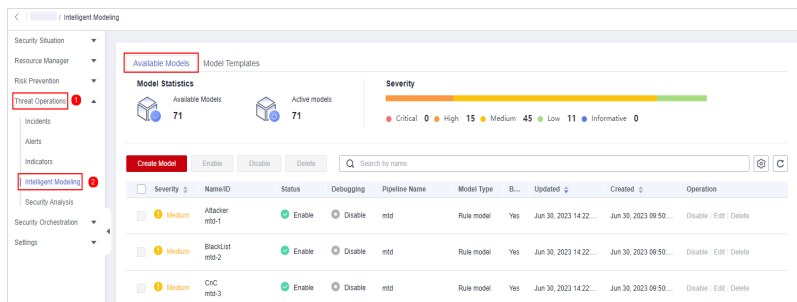 / Intelligent Modeling
Security Situation
Resource Manager
Risk Prevention
Threat Operations 1
Incidents
Alerts
Indicators
Intelligent Modeling 2
Security Analysis
Security Orchestration
Settings
Available Models Model Templates
Model Statistics
Available Models
71
Active models
71
Severity
Critical 0 High 15 Medium 45 Low 11 Informative 0
Create Model Enable Disable Delete Search by name.
Severity Name/ID Status Debugging Pipeline Name Model Type B... Updated Created Operation
Medium Attacker mtd-1 Enable Disable mtd Rule model Yes Jun 30, 2023 14:22:... Jun 30, 2023 09:50:... Disable Edit Delete
Medium BlackList mtd-2 Enable Disable mtd Rule model Yes Jun 30, 2023 14:22:... Jun 30, 2023 09:50:... Disable Edit Delete
Medium CnC mtd-3 Enable Disable mtd Rule model Yes Jun 30, 2023 14:22:... Jun 30, 2023 09:50:... Disable Edit Delete